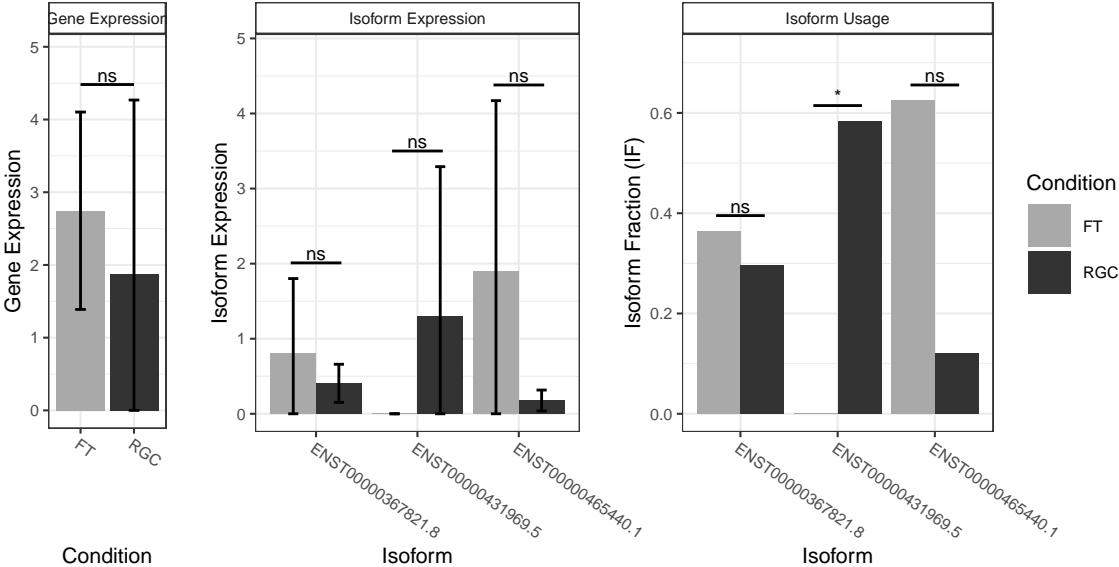 Gene Expression
Isoform Expression
Isoform Usage
Gene Expression
5
4
3
2
1
0
ns
FT
RGC
Condition
Isoform Expression
5
4
3
2
1
0
ns
ns
ns
ENST00000367821.8
ENST00000431969.5
ENST00000465440.1
Isoform
Isoform Fraction (IF)
0.6
0.4
0.2
0.0
ns
*
ns
ENST00000367821.8
ENST00000431969.5
ENST00000465440.1
Isoform
Condition
FT
RGC